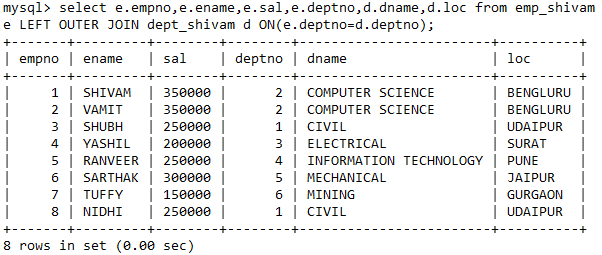 mysql> select e.empno,e.ename,e.sal,e.deptno,d.dname,d.loc from emp_shivam
e LEFT OUTER JOIN dept_shivam d ON(e.deptno=d.deptno);
+-------+---------+--------+--------+------------------------+----------+
| empno | ename   | sal    | deptno | dname                  | loc      |
+-------+---------+--------+--------+------------------------+----------+
|     1 | SHIVAM  | 350000 |      2 | COMPUTER SCIENCE       | BENGLURU |
|     2 | VAMIT   | 350000 |      2 | COMPUTER SCIENCE       | BENGLURU |
|     3 | SHUBH   | 250000 |      1 | CIVIL                  | UDAIPUR  |
|     4 | YASHIL  | 200000 |      3 | ELECTRICAL             | SURAT    |
|     5 | RANVEER | 250000 |      4 | INFORMATION TECHNOLOGY | PUNE     |
|     6 | SARTHAK | 300000 |      5 | MECHANICAL             | JAIPUR   |
|     7 | TUFFY   | 150000 |      6 | MINING                 | GURGAON  |
|     8 | NIDHI   | 250000 |      1 | CIVIL                  | UDAIPUR  |
+-------+---------+--------+--------+------------------------+----------+
8 rows in set (0.00 sec)